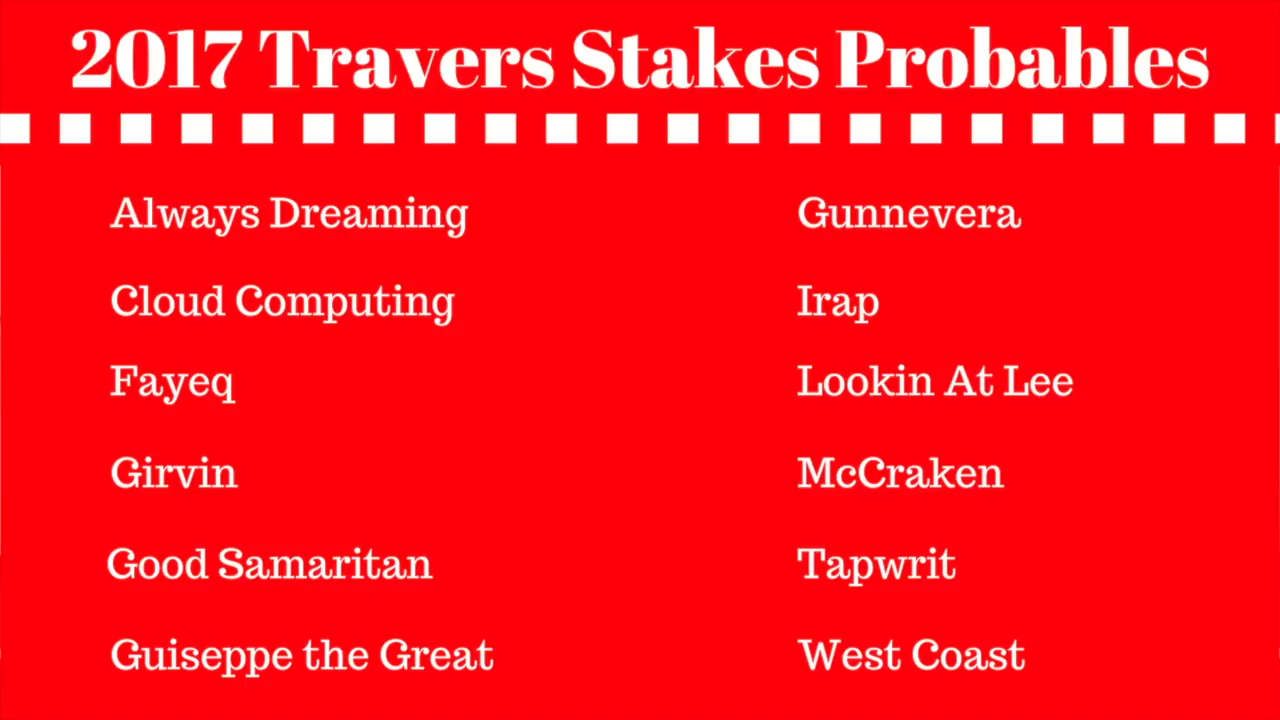 2017 Travers Stakes Probables
Always Dreaming
Cloud Computing
Fayeq
Girvin
Good Samaritan
Guiseppe the Great
Gunnevera
Irap
Lookin At Lee
McCraken
Tapwrit
West Coast